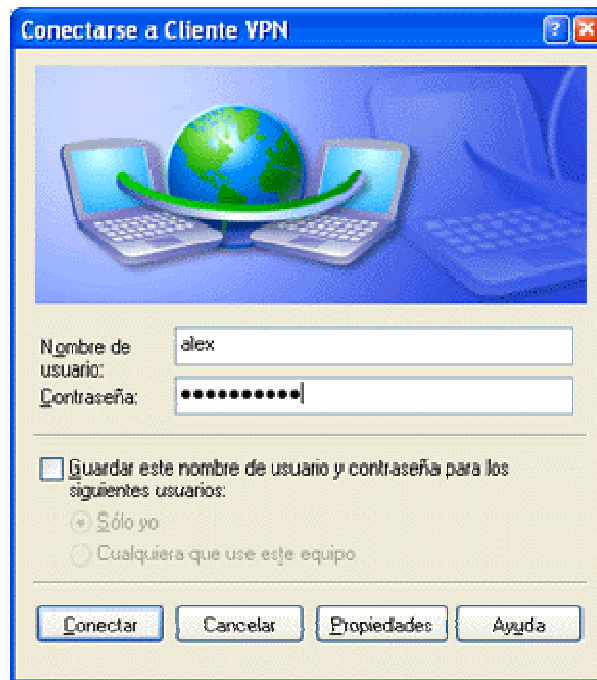 Conectarse a Cliente VPN
Nombre de
usuario:
alex
Contraseña:
●●●●●●●●●●
Guardar este nombre de usuario y contraseña para los
siguientes usuarios:
Sólo yo
Cualquiera que use este equipo
Conectar
Cancelar
Propiedades
Ayuda